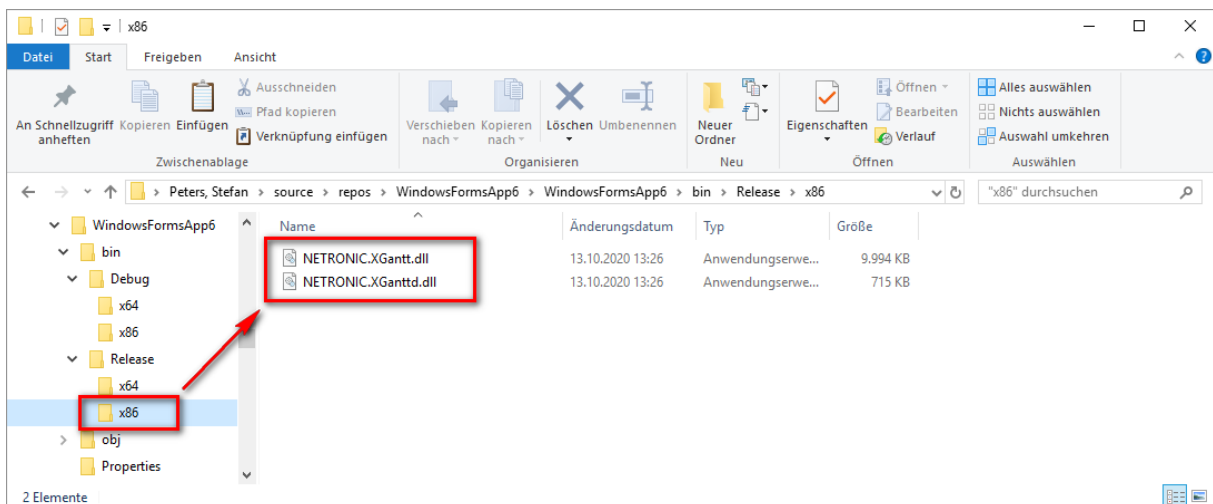 x86
Datei Start Freigeben Ansicht
An Schnellzugriff anheften
Kopieren
Einfügen
Ausschneiden
Pfad kopieren
Verknüpfung einfügen
Zwischenablage
Verschieben nach
Kopieren nach
Löschen
Umbenennen
Organisieren
Neuer Ordner
Neu
Eigenschaften
Öffnen
Bearbeiten
Verlauf
Öffnen
Alles auswählen
Nichts auswählen
Auswahl umkehren
Auswählen
Peters, Stefan > source > repos > WindowsFormsApp6 > WindowsFormsApp6 > bin > Release > x86
"x86" durchsuchen
WindowsFormsApp6
bin
Debug
x64
x86
Release
x64
x86
obj
Properties
Name Änderungsdatum Typ Größe
NETRONIC.XGantt.dll 13.10.2020 13:26 Anwendungserwe... 9.994 KB
NETRONIC.XGanttd.dll 13.10.2020 13:26 Anwendungserwe... 715 KB
2 Elemente